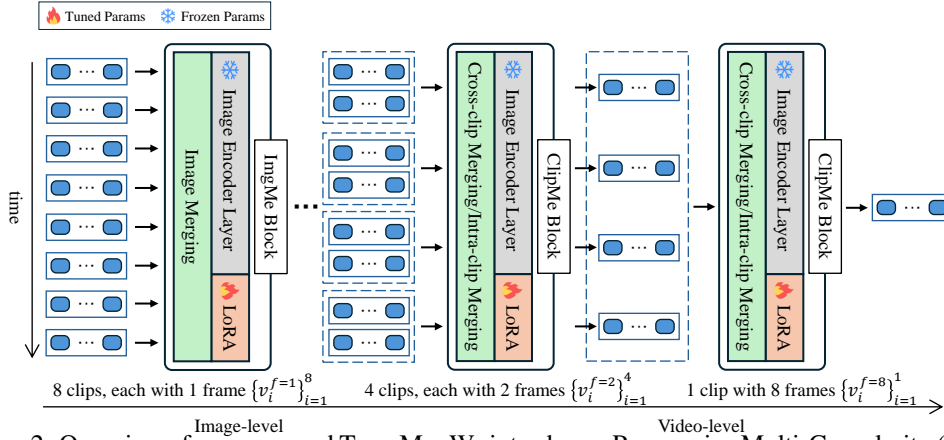 Tuned Params
Frozen Params
time
Image Merging
Image Encoder Layer
LoRA
ImgMe Block
...
Cross-clip Merging/Intra-clip Merging
Image Encoder Layer
LoRA
ClipMe Block
Cross-clip Merging/Intra-clip Merging
Image Encoder Layer
LoRA
ClipMe Block
8 clips, each with 1 frame {v_i^{f=1}}_{i=1}^8
4 clips, each with 2 frames {v_i^{f=2}}_{i=1}^4
1 clip with 8 frames {v_i^{f=8}}_{i=1}^1
Image-level
Video-level